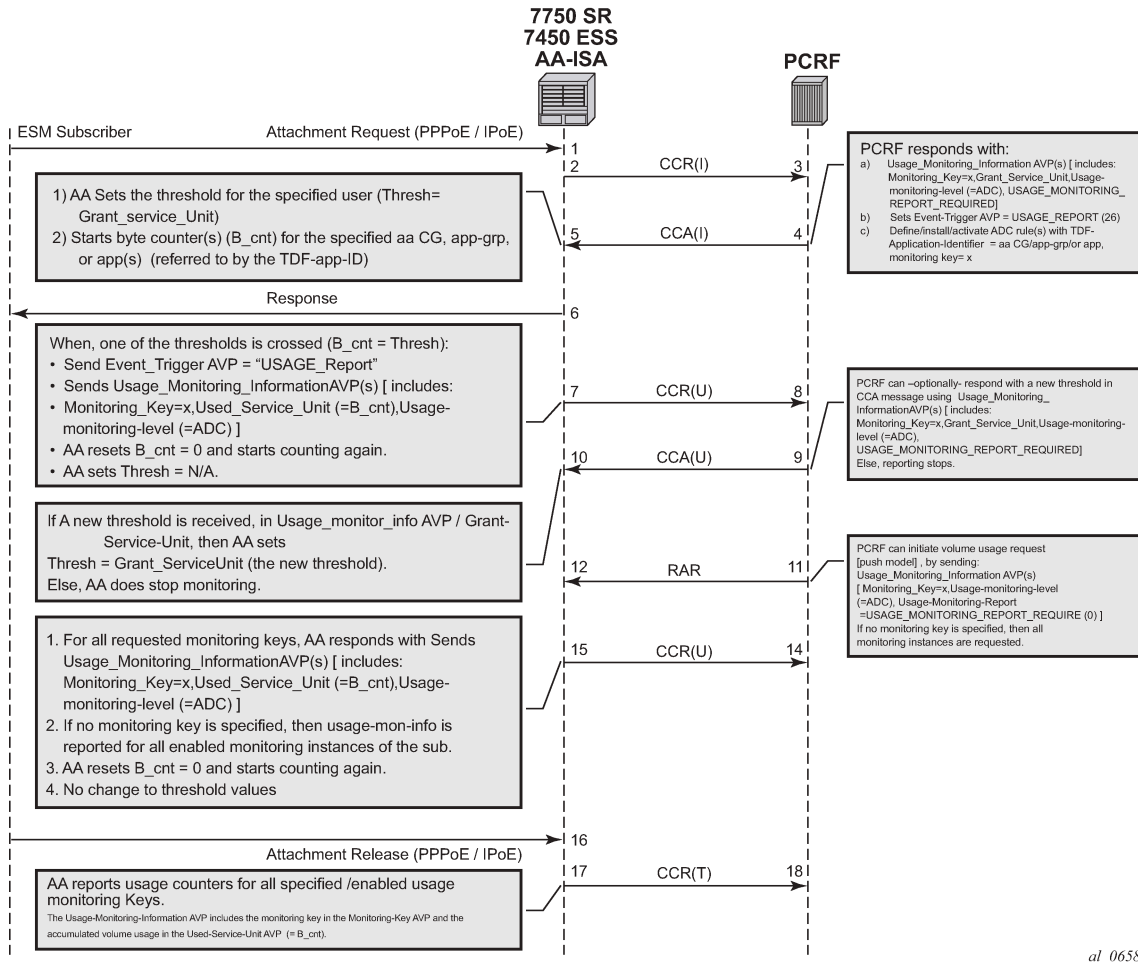 7750 SR
7450 ESS
AA-ISA
PCRF
ESM Subscriber
Attachment Request (PPPoE / IPoE)
1
2
CCR(I)
3
PCRF responds with:
a) Usage_Monitoring_Information AVP(s) [ includes:
Monitoring_Key=x,Grant_Service_Unit,Usage-
monitoring-level (=ADC), USAGE_MONITORING_
REPORT_REQUIRED]
b) Sets Event-Trigger AVP = USAGE_REPORT (26)
c) Define/install/activate ADC rule(s) with TDF-
Application-Identifier = aa CG/app-grp/or app,
monitoring key= x
1) AA Sets the threshold for the specified user (Thresh=
Grant_service_Unit)
2) Starts byte counter(s) (B_cnt) for the specified aa CG, app-grp,
or app(s) (referred to by the TDF-app-ID)
5
CCA(I)
4
Response
6
When, one of the thresholds is crossed (B_cnt = Thresh):
• Send Event_Trigger AVP = “USAGE_Report”
• Sends Usage_Monitoring_InformationAVP(s) [ includes:
• Monitoring_Key=x,Used_Service_Unit (=B_cnt),Usage-
monitoring-level (=ADC) ]
• AA resets B_cnt = 0 and starts counting again.
• AA sets Thresh = N/A.
7
CCR(U)
8
PCRF can –optionally- respond with a new threshold in
CCA message using Usage_Monitoring_
InformationAVP(s) [ includes:
Monitoring_Key=x,Grant_Service_Unit,Usage-monitoring-
level (=ADC),
USAGE_MONITORING_REPORT_REQUIRED]
Else, reporting stops.
10
CCA(U)
9
If A new threshold is received, in Usage_monitor_info AVP / Grant-
Service-Unit, then AA sets
Thresh = Grant_ServiceUnit (the new threshold).
Else, AA does stop monitoring.
12
RAR
11
PCRF can initiate volume usage request
[push model] , by sending:
Usage_Monitoring_Information AVP(s)
[ Monitoring_Key=x,Usage-monitoring-level
(=ADC), Usage-Monitoring-Report
=USAGE_MONITORING_REPORT_REQUIRE (0) ]
If no monitoring key is specified, then all
monitoring instances are requested.
1. For all requested monitoring keys, AA responds with Sends
Usage_Monitoring_InformationAVP(s) [ includes:
Monitoring_Key=x,Used_Service_Unit (=B_cnt),Usage-
monitoring-level (=ADC) ]
2. If no monitoring key is specified, then usage-mon-info is
reported for all enabled monitoring instances of the sub.
3. AA resets B_cnt = 0 and starts counting again.
4. No change to threshold values
15
CCR(U)
14
16
Attachment Release (PPPoE / IPoE)
17
CCR(T)
18
AA reports usage counters for all specified /enabled usage
monitoring Keys.
The Usage-Monitoring-Information AVP includes the monitoring key in the Monitoring-Key AVP and the
accumulated volume usage in the Used-Service-Unit AVP (= B_cnt).
al_0658